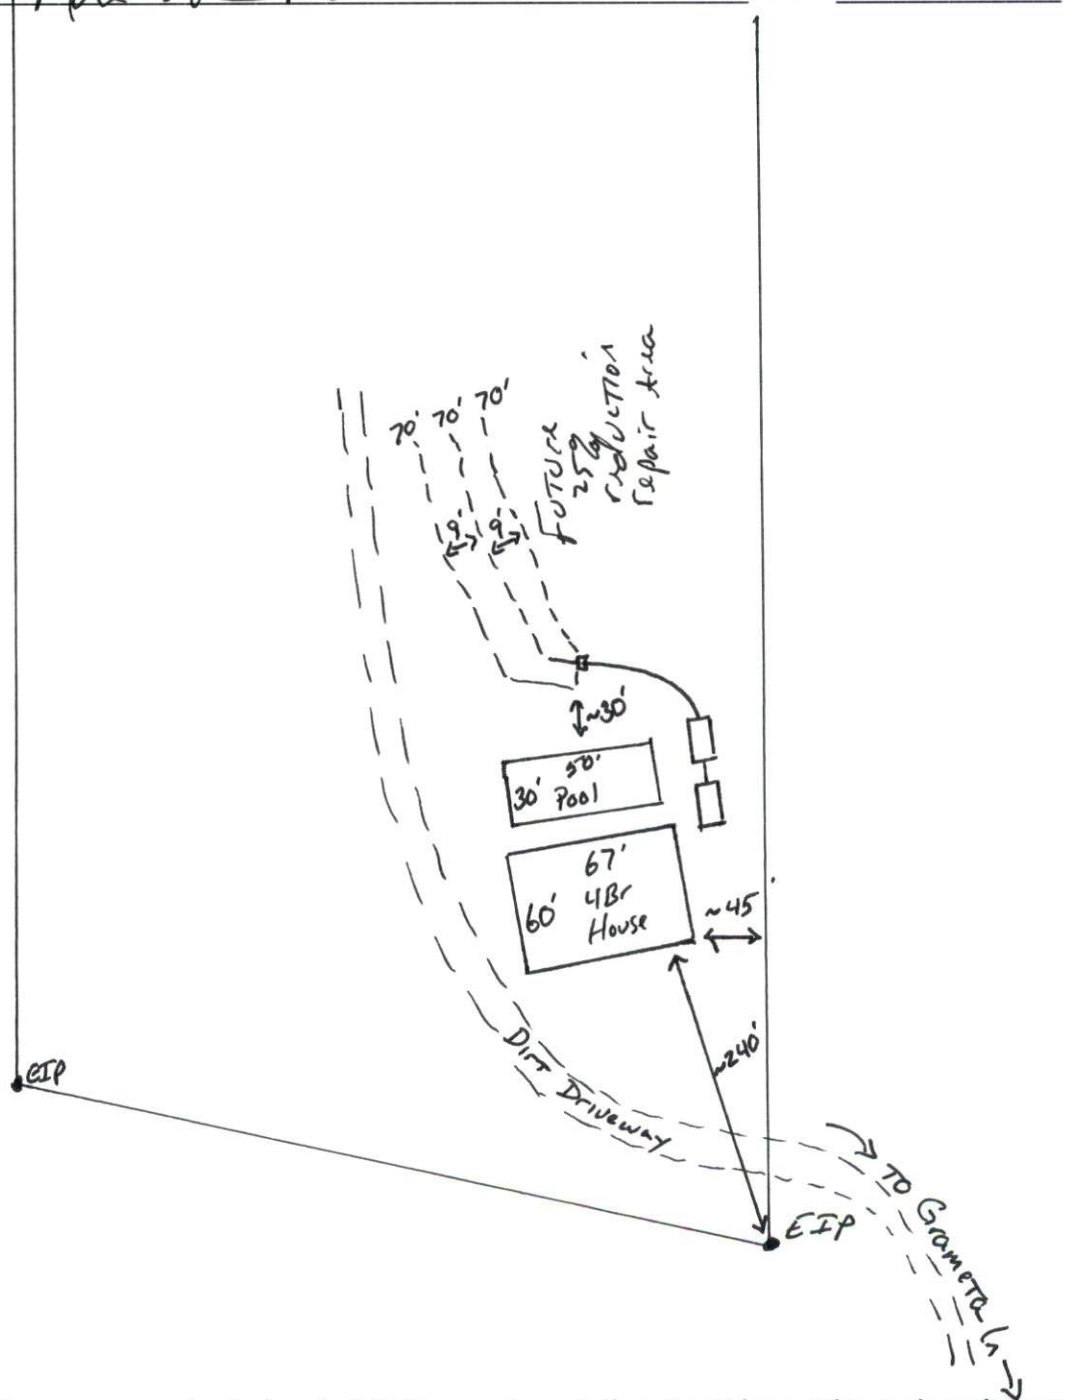 70' 70' 70'
Future
25%
reduction
repair Area
9' 9'
~30'
50'
30' Pool
67'
60' 4Br
House
~45'
~240'
Dirt Driveway
EIP
EIP
TO Grameta